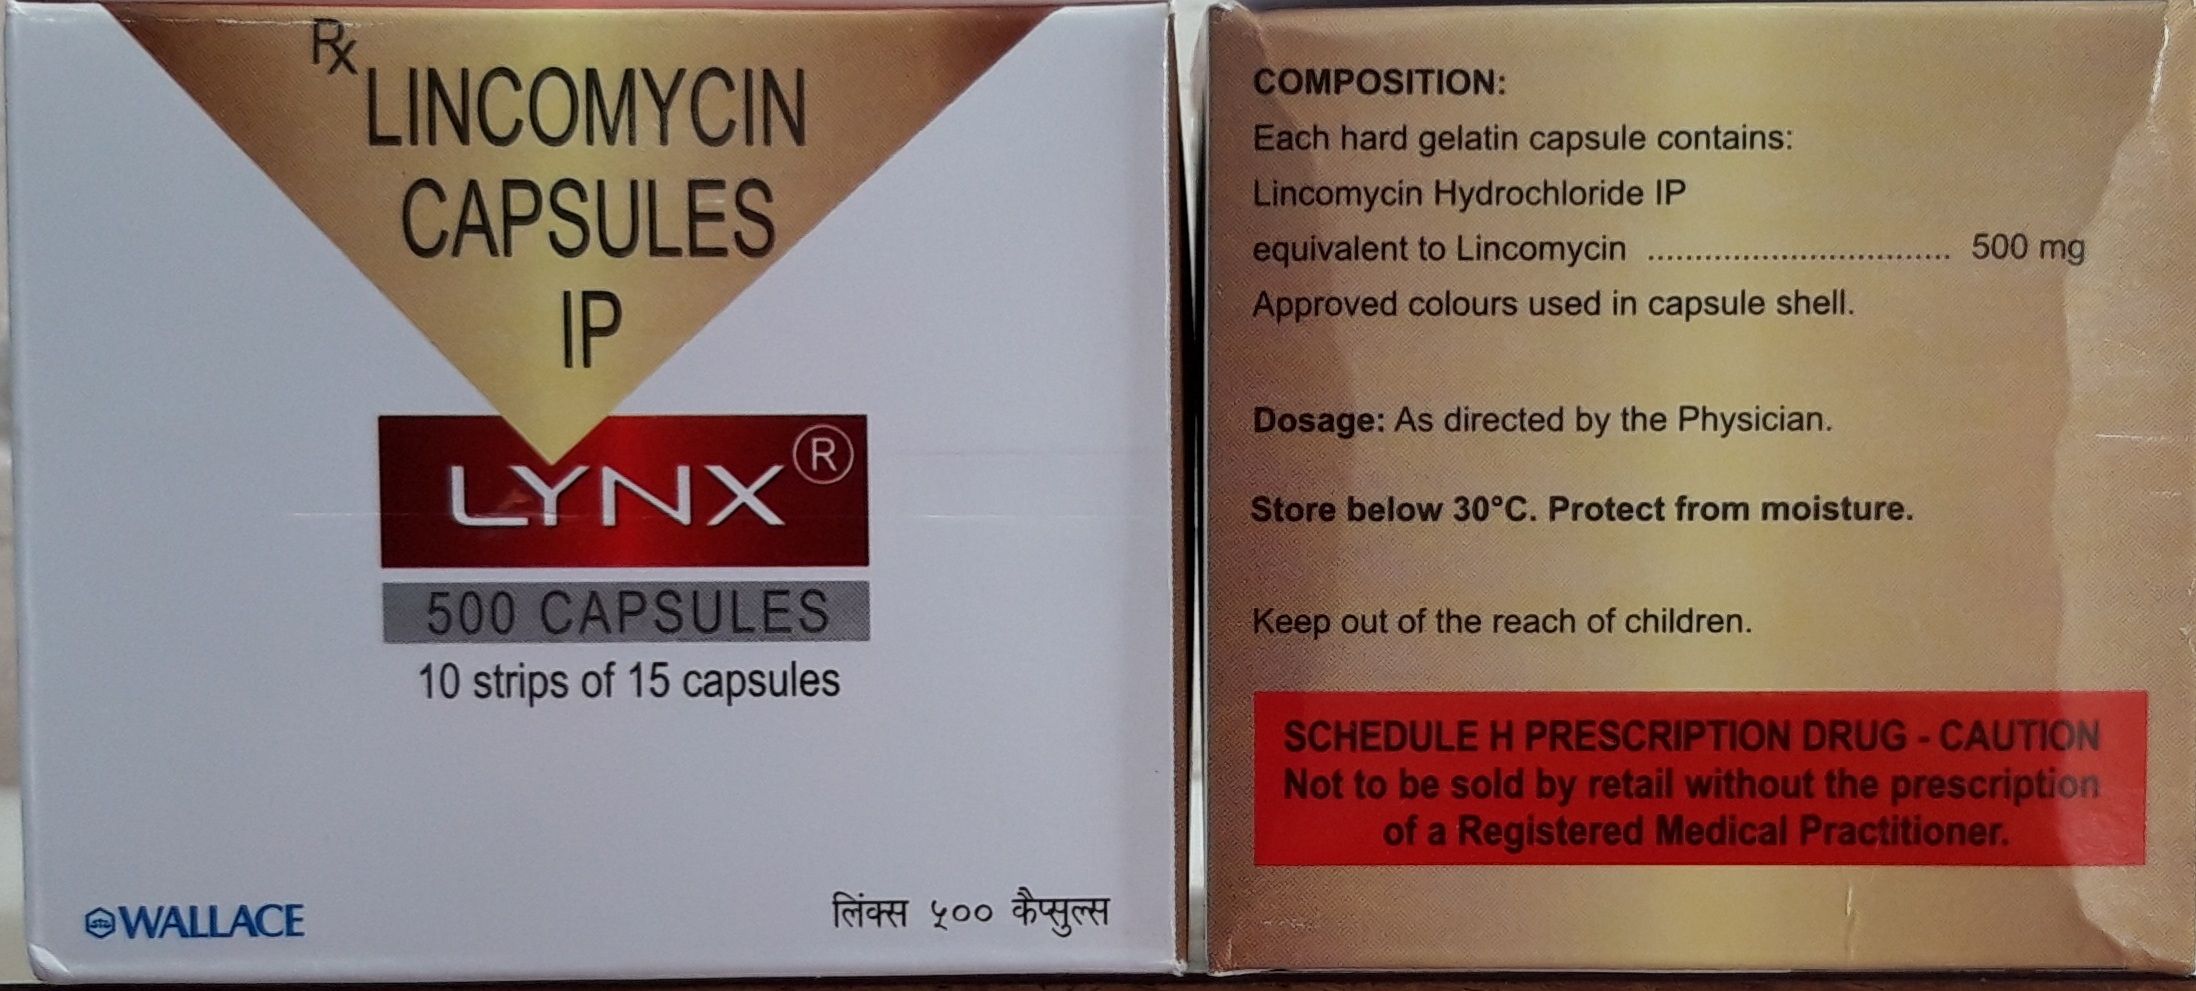 Rx
LINCOMYCIN
CAPSULES
IP
LYNX®
500 CAPSULES
10 strips of 15 capsules
WALLACE
लिंक्स ५०० कैप्सुल्स
COMPOSITION:
Each hard gelatin capsule contains:
Lincomycin Hydrochloride IP
equivalent to Lincomycin ................................ 500 mg
Approved colours used in capsule shell.
Dosage: As directed by the Physician.
Store below 30°C. Protect from moisture.
Keep out of the reach of children.
SCHEDULE H PRESCRIPTION DRUG - CAUTION
Not to be sold by retail without the prescription
of a Registered Medical Practitioner.